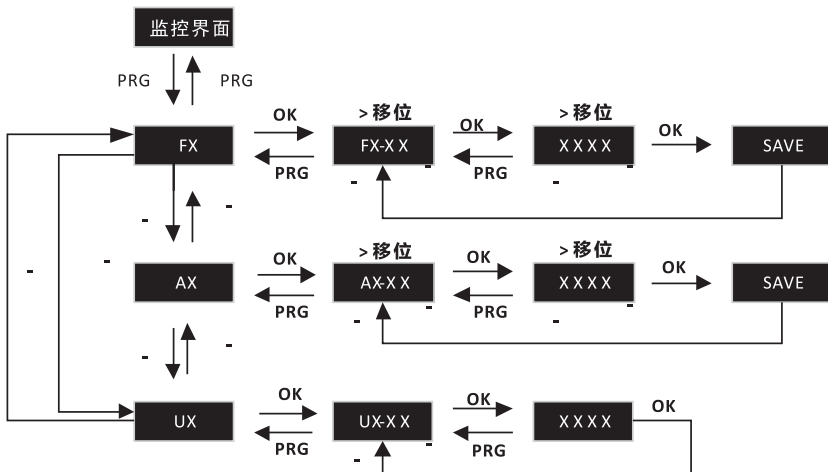 监控界面
PRG PRG
OK >移位 OK >移位 OK
FX FX-X X X X X X SAVE
PRG PRG
- - - -
- -
-
-
OK >移位 OK >移位 OK
AX AX-X X X X X X SAVE
PRG PRG
- - - -
- -
OK OK OK
UX UX-X X X X X X
PRG PRG
- -